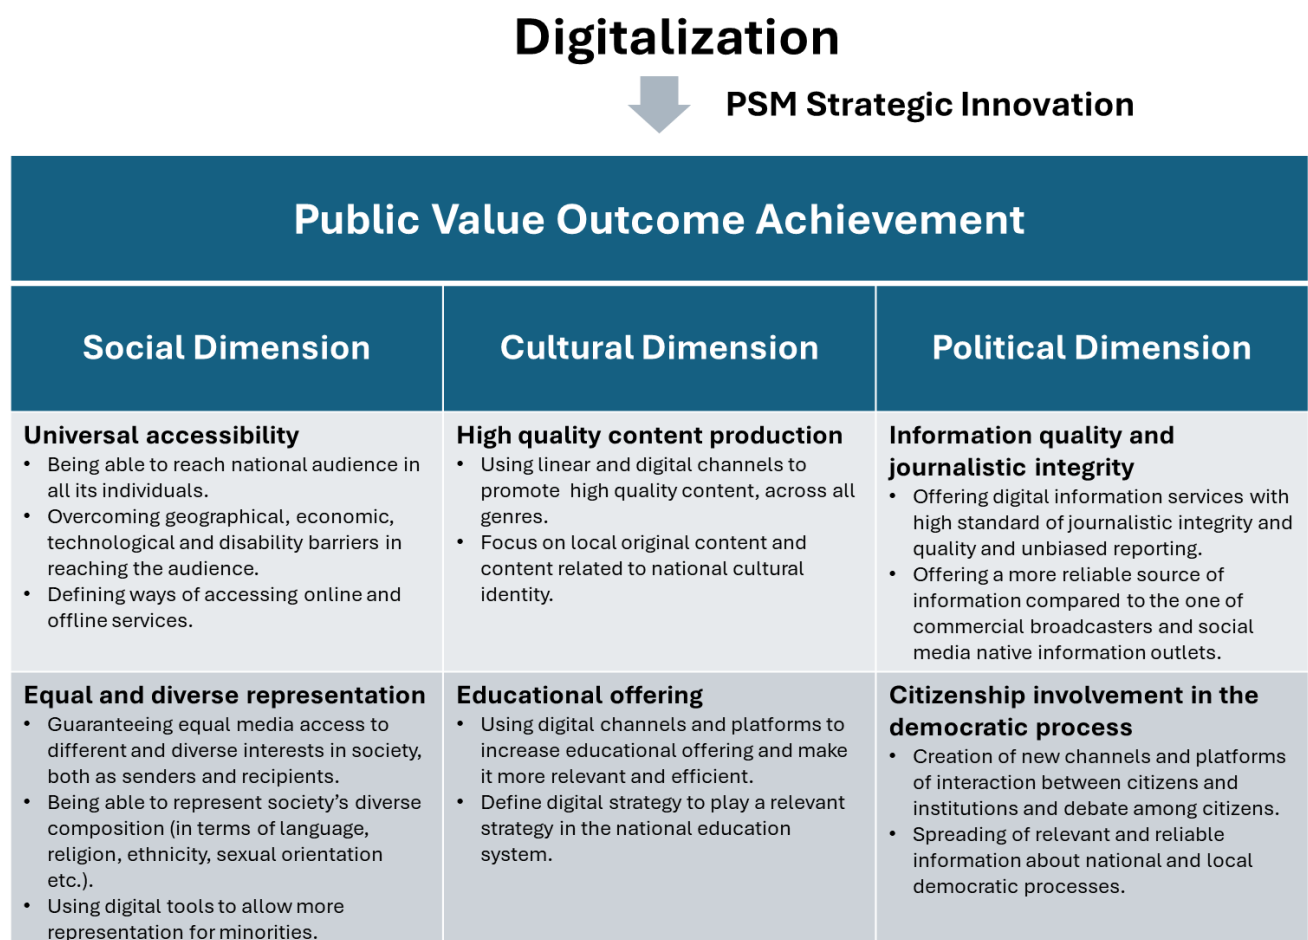 Digitalization
PSM Strategic Innovation
Public Value Outcome Achievement
Social Dimension
Cultural Dimension
Political Dimension
Universal accessibility
• Being able to reach national audience in
all its individuals.
• Overcoming geographical, economic,
technological and disability barriers in
reaching the audience.
• Defining ways of accessing online and
offline services.
High quality content production
• Using linear and digital channels to
promote  high quality content, across all
genres.
• Focus on local original content and
content related to national cultural
identity.
Information quality and
journalistic integrity
• Offering digital information services with
high standard of journalistic integrity and
quality and unbiased reporting.
• Offering a more reliable source of
information compared to the one of
commercial broadcasters and social
media native information outlets.
Equal and diverse representation
• Guaranteeing equal media access to
different and diverse interests in society,
both as senders and recipients.
• Being able to represent society’s diverse
composition (in terms of language,
religion, ethnicity, sexual orientation
etc.).
• Using digital tools to allow more
representation for minorities.
Educational offering
• Using digital channels and platforms to
increase educational offering and make
it more relevant and efficient.
• Define digital strategy to play a relevant
strategy in the national education
system.
Citizenship involvement in the
democratic process
• Creation of new channels and platforms
of interaction between citizens and
institutions and debate among citizens.
• Spreading of relevant and reliable
information about national and local
democratic processes.